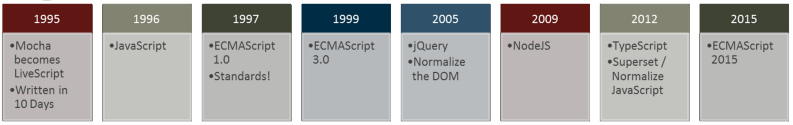 1995
•Mocha
becomes
LiveScript
•Written in
10 Days
1996
•JavaScript
1997
•ECMAScript
1.0
•Standards!
1999
•ECMAScript
3.0
2005
•jQuery
•Normalize
the DOM
2009
•NodeJS
2012
•TypeScript
•Superset /
Normalize
JavaScript
2015
•ECMAScript
2015